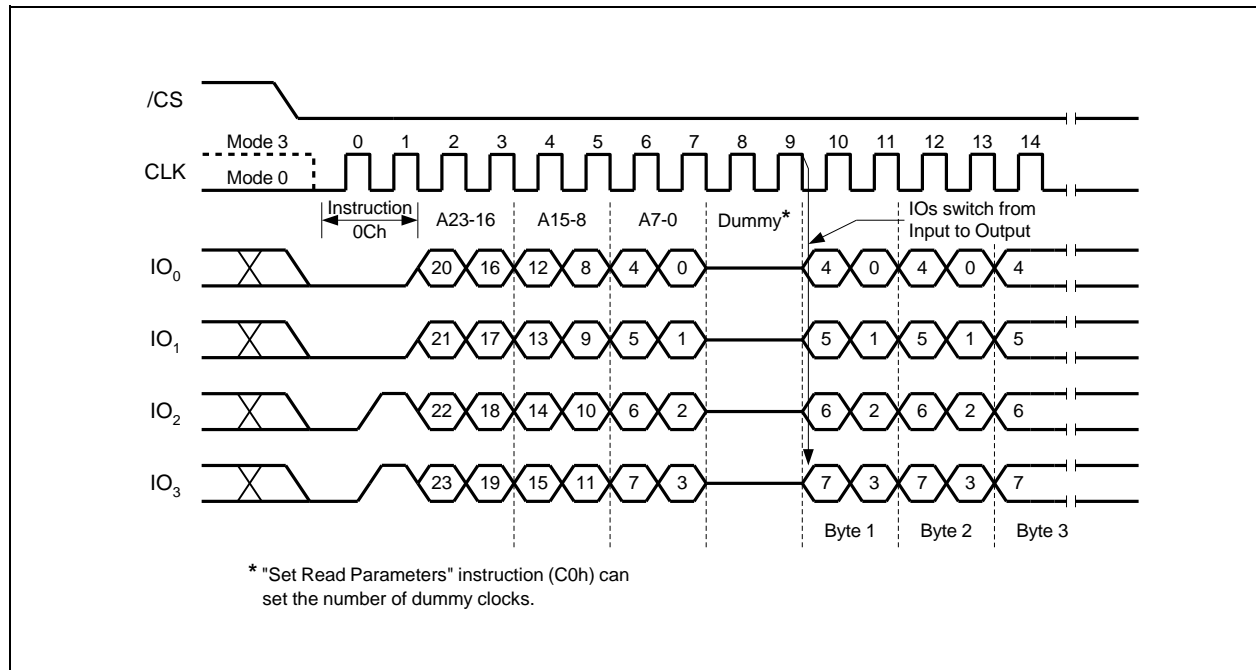 /CS
Mode 3 0 1 2 3 4 5 6 7 8 9 10 11 12 13 14
CLK
Mode 0
Instruction
0Ch
A23-16 A15-8 A7-0 Dummy*
IOs switch from
Input to Output
IO0 20 16 12 8 4 0 4 0 4 0 4
IO1 21 17 13 9 5 1 5 1 5 1 5
IO2 22 18 14 10 6 2 6 2 6 2 6
IO3 23 19 15 11 7 3 7 3 7 3 7
Byte 1 Byte 2 Byte 3
* "Set Read Parameters" instruction (C0h) can
set the number of dummy clocks.